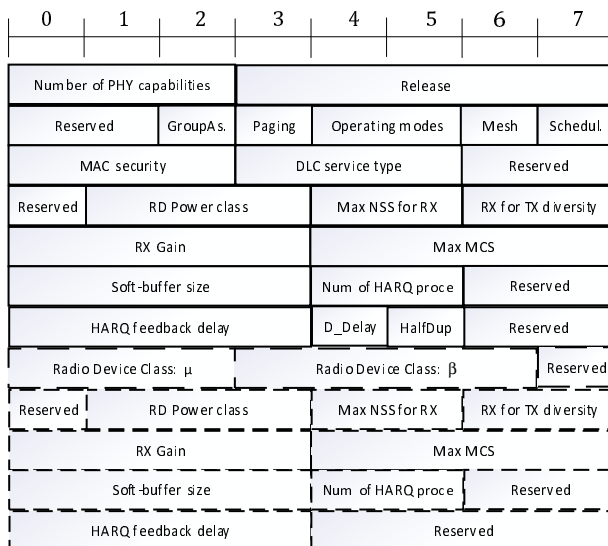 0 1 2 3 4 5 6 7
Number of PHY capabilities Release
Reserved GroupAs. Paging Operating modes Mesh Schedul.
MAC security DLC service type Reserved
Reserved RD Power class Max NSS for RX RX for TX diversity
RX Gain Max MCS
Soft-buffer size Num of HARQ proce Reserved
HARQ feedback delay D_Delay HalfDup Reserved
Radio Device Class: μ Radio Device Class: β Reserved
Reserved RD Power class Max NSS for RX RX for TX diversity
RX Gain Max MCS
Soft-buffer size Num of HARQ proce Reserved
HARQ feedback delay Reserved